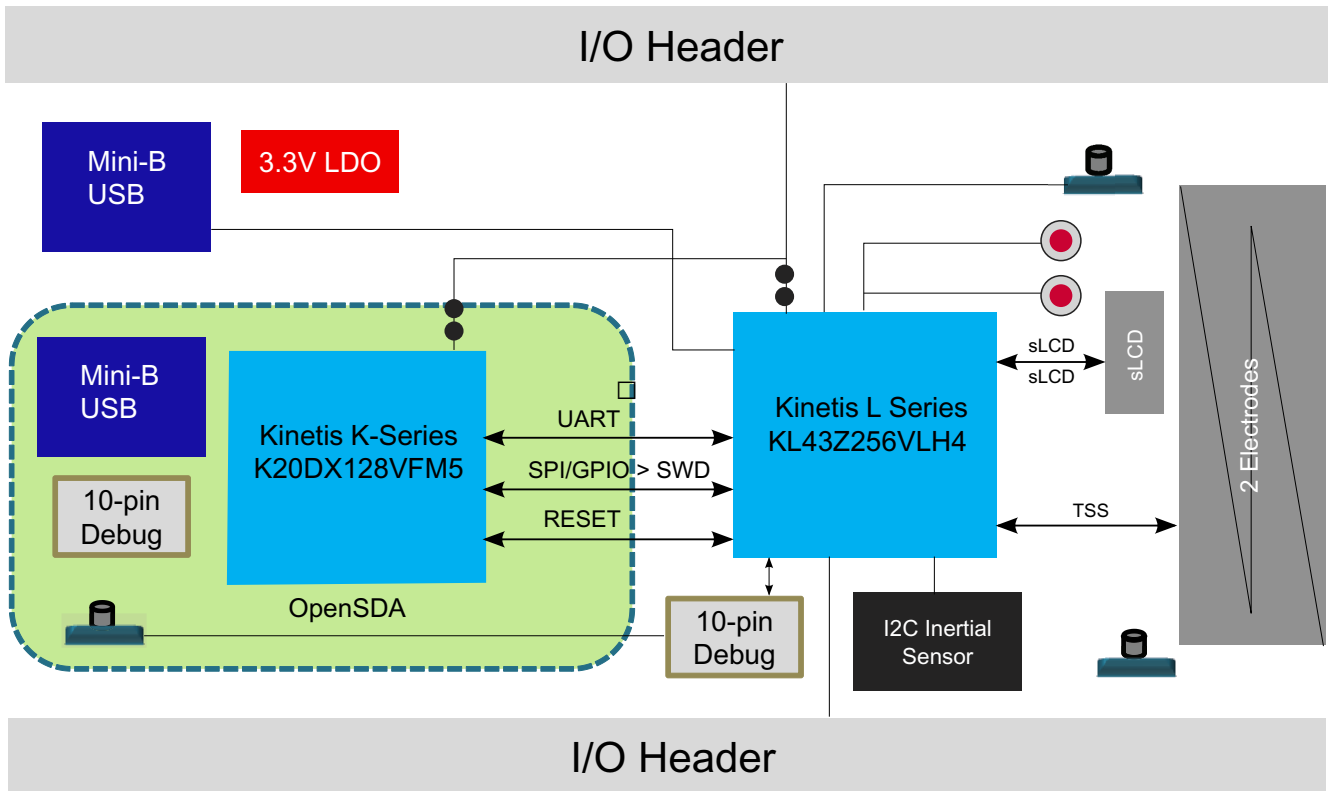 I/O Header
Mini-B
USB
3.3V LDO
Mini-B
USB
10-pin
Debug
Kinetis K-Series
K20DX128VFM5
OpenSDA
UART
SPI/GPIO > SWD
RESET
Kinetis L Series
KL43Z256VLH4
sLCD
sLCD
sLCD
TSS
2 Electrodes
10-pin
Debug
I2C Inertial
Sensor
I/O Header